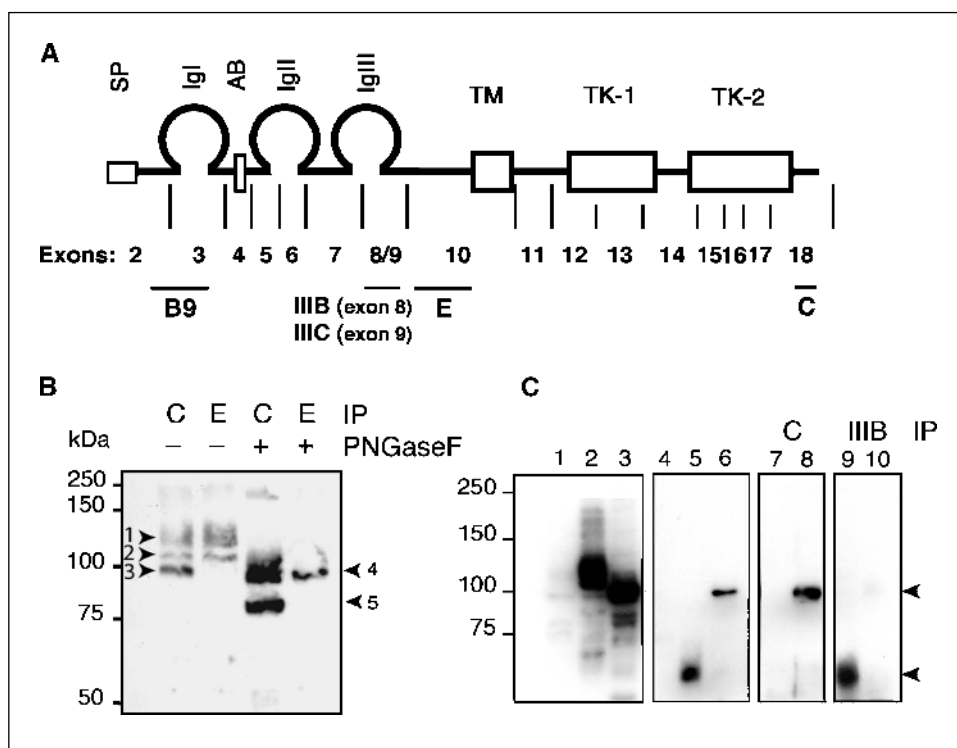 A
SP IgI AB IgII IgIII TM TK-1 TK-2
Exons: 2 3 4 5 6 7 8/9 10 11 12 13 14 15 16 17 18
B9 IIIB (exon 8) E C
IIIC (exon 9)
B
C E C E IP
kDa – – + + PNGaseF
250
150
100
75
50
1
2
3
4
5
C
C IIIB IP
1 2 3 4 5 6 7 8 9 10
250
150
100
75